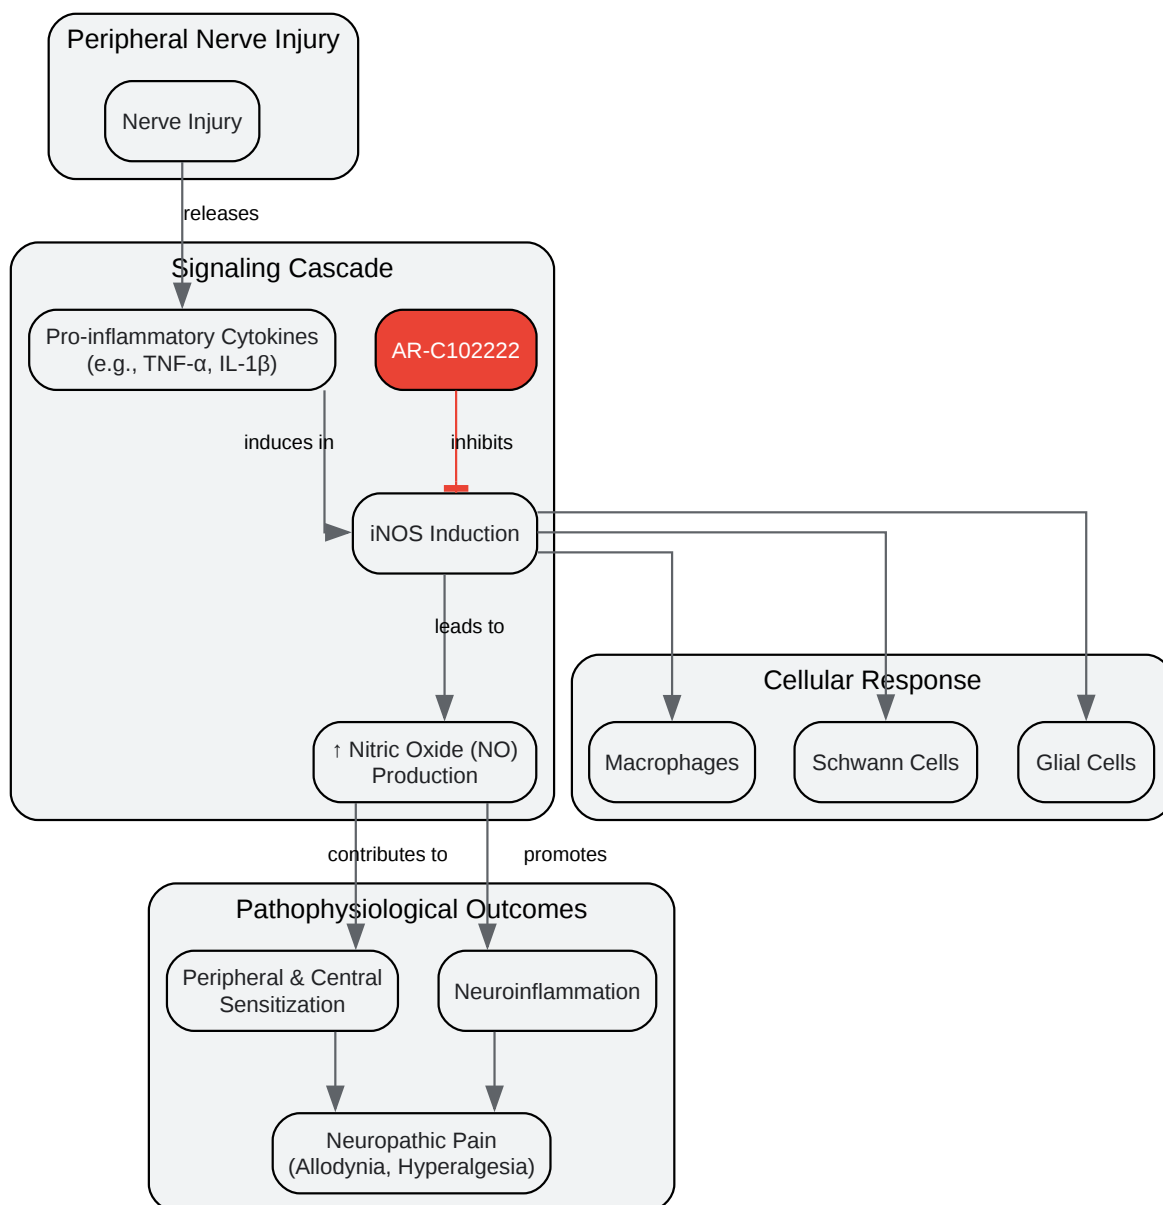 Peripheral Nerve Injury
Nerve Injury
releases
Signaling Cascade
Pro-inflammatory Cytokines
(e.g., TNF-α, IL-1β)
AR-C102222
induces in
inhibits
iNOS Induction
leads to
Cellular Response
↑ Nitric Oxide (NO)
Production
Macrophages
Schwann Cells
Glial Cells
contributes to
promotes
Pathophysiological Outcomes
Peripheral & Central
Sensitization
Neuroinflammation
Neuropathic Pain
(Allodynia, Hyperalgesia)